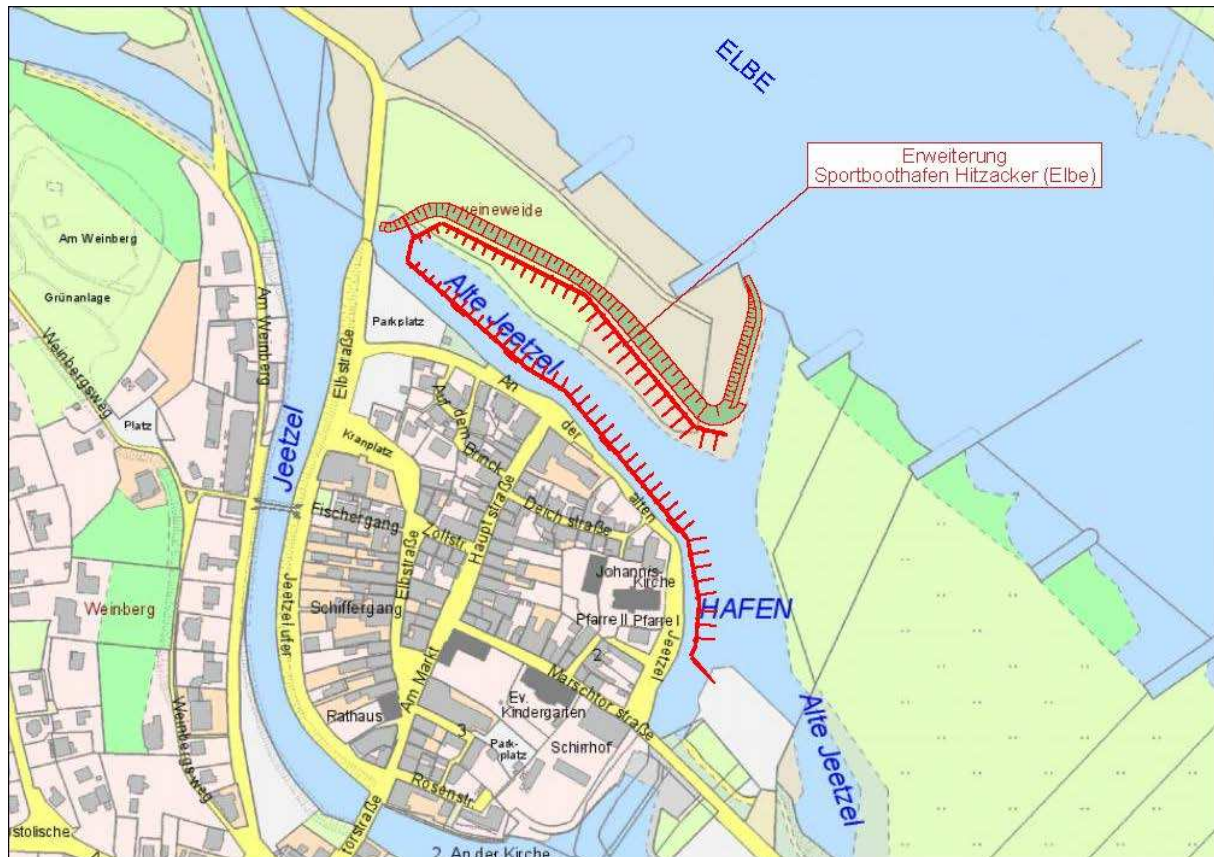 ELBE
Erweiterung
Sportboothafen Hitzacker (Elbe)
Am Weinberg
Grünanlage
Parkplatz
Alte Jeetzel
Am Weinberg
Elbstraße
Weinbergsweg
Platz
Jeetzel
Kranplatz
An
der
alten
Jeetzel
Auf dem Brinck
Hauptstraße
Deichstraße
Fischergang
Zollstr.
Elbstraße
Johannis-
Kirche
Jeetzelufer
Schiffergang
Weinberg
Pfarre II
Pfarre I
HAFEN
2
Am Markt
Marschtorstraße
Rathaus
Ev.
Kindergarten
3
Park-
platz
Schirrhof
Alte Jeetzel
Weinbergsweg
Rosenstr.
2 An der Kirche